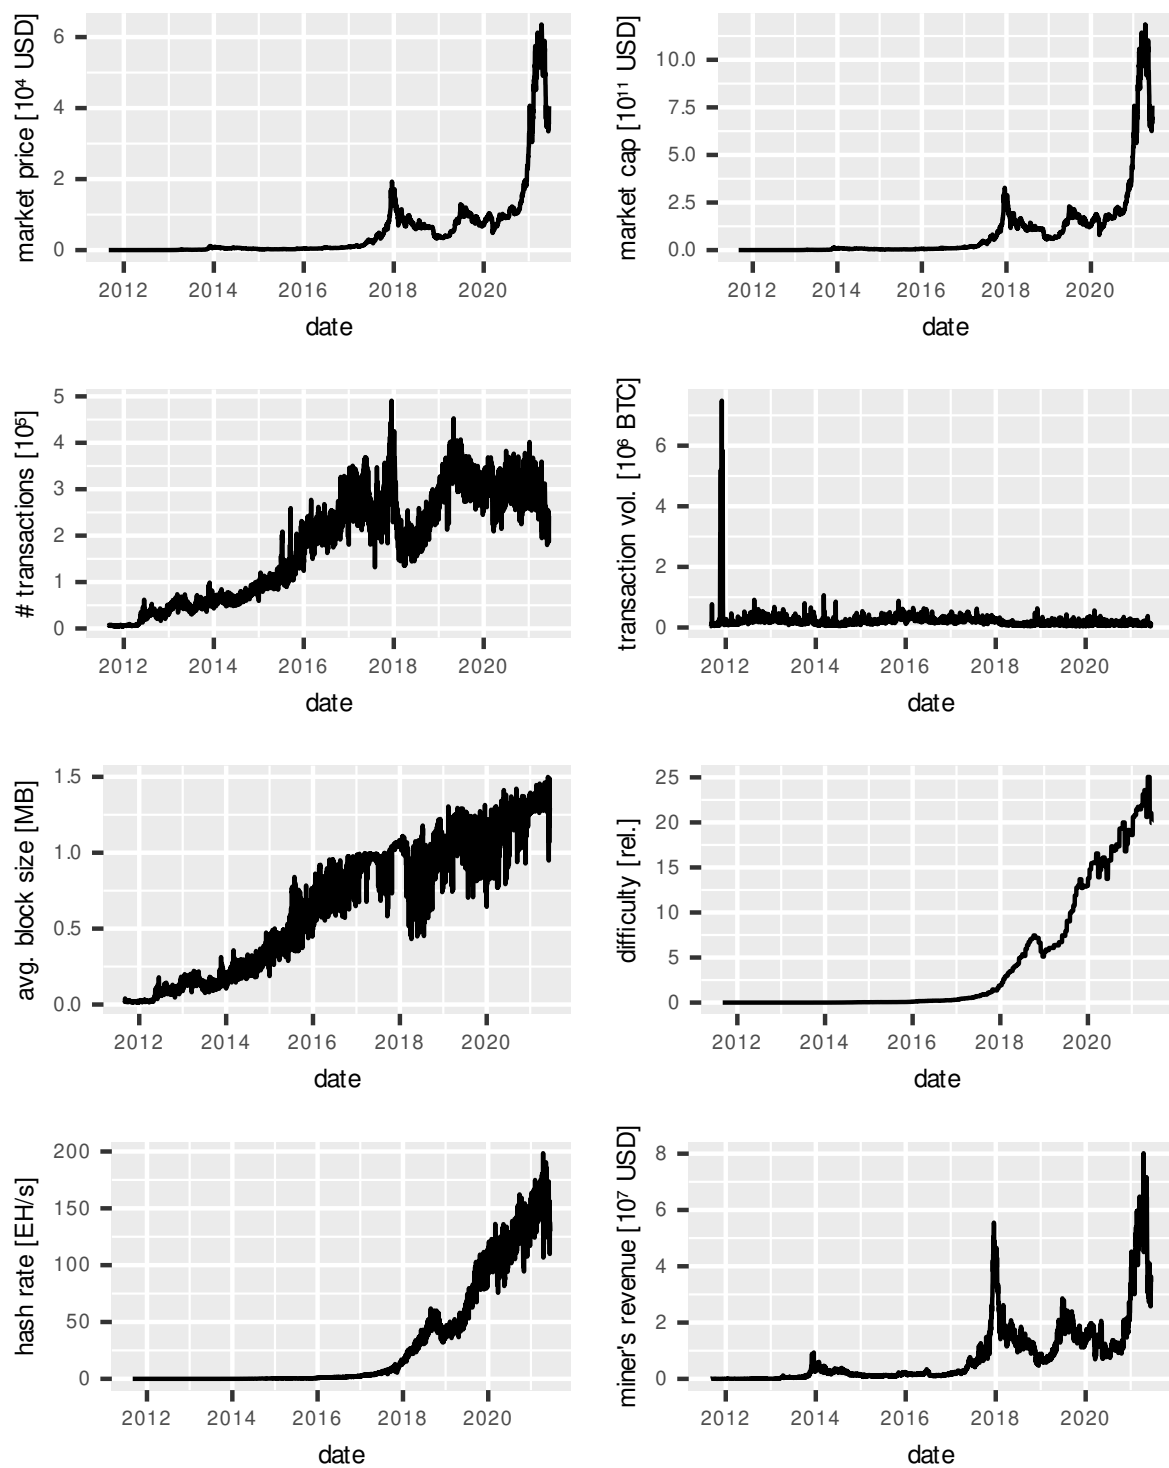 market price [10⁴ USD]
6
4
2
0
2012 2014 2016 2018 2020
date
market cap [10¹¹ USD]
10.0
7.5
5.0
2.5
0.0
2012 2014 2016 2018 2020
date
# transactions [10⁵]
5
4
3
2
1
0
2012 2014 2016 2018 2020
date
transaction vol. [10⁶ BTC]
6
4
2
0
2012 2014 2016 2018 2020
date
avg. block size [MB]
1.5
1.0
0.5
0.0
2012 2014 2016 2018 2020
date
difficulty [rel.]
25
20
15
10
5
0
2012 2014 2016 2018 2020
date
hash rate [EH/s]
200
150
100
50
0
2012 2014 2016 2018 2020
date
miner's revenue [10⁷ USD]
8
6
4
2
0
2012 2014 2016 2018 2020
date